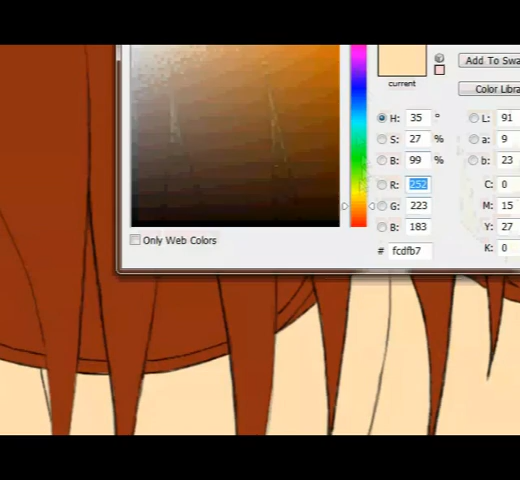 Add To Swa
current
Color Libra
H: 35 ° L: 91
S: 27 % a: 9
B: 99 % b: 23
R: 252 C: 0
G: 223 M: 15
B: 183 Y: 27
# fcdfb7 K: 0
Only Web Colors